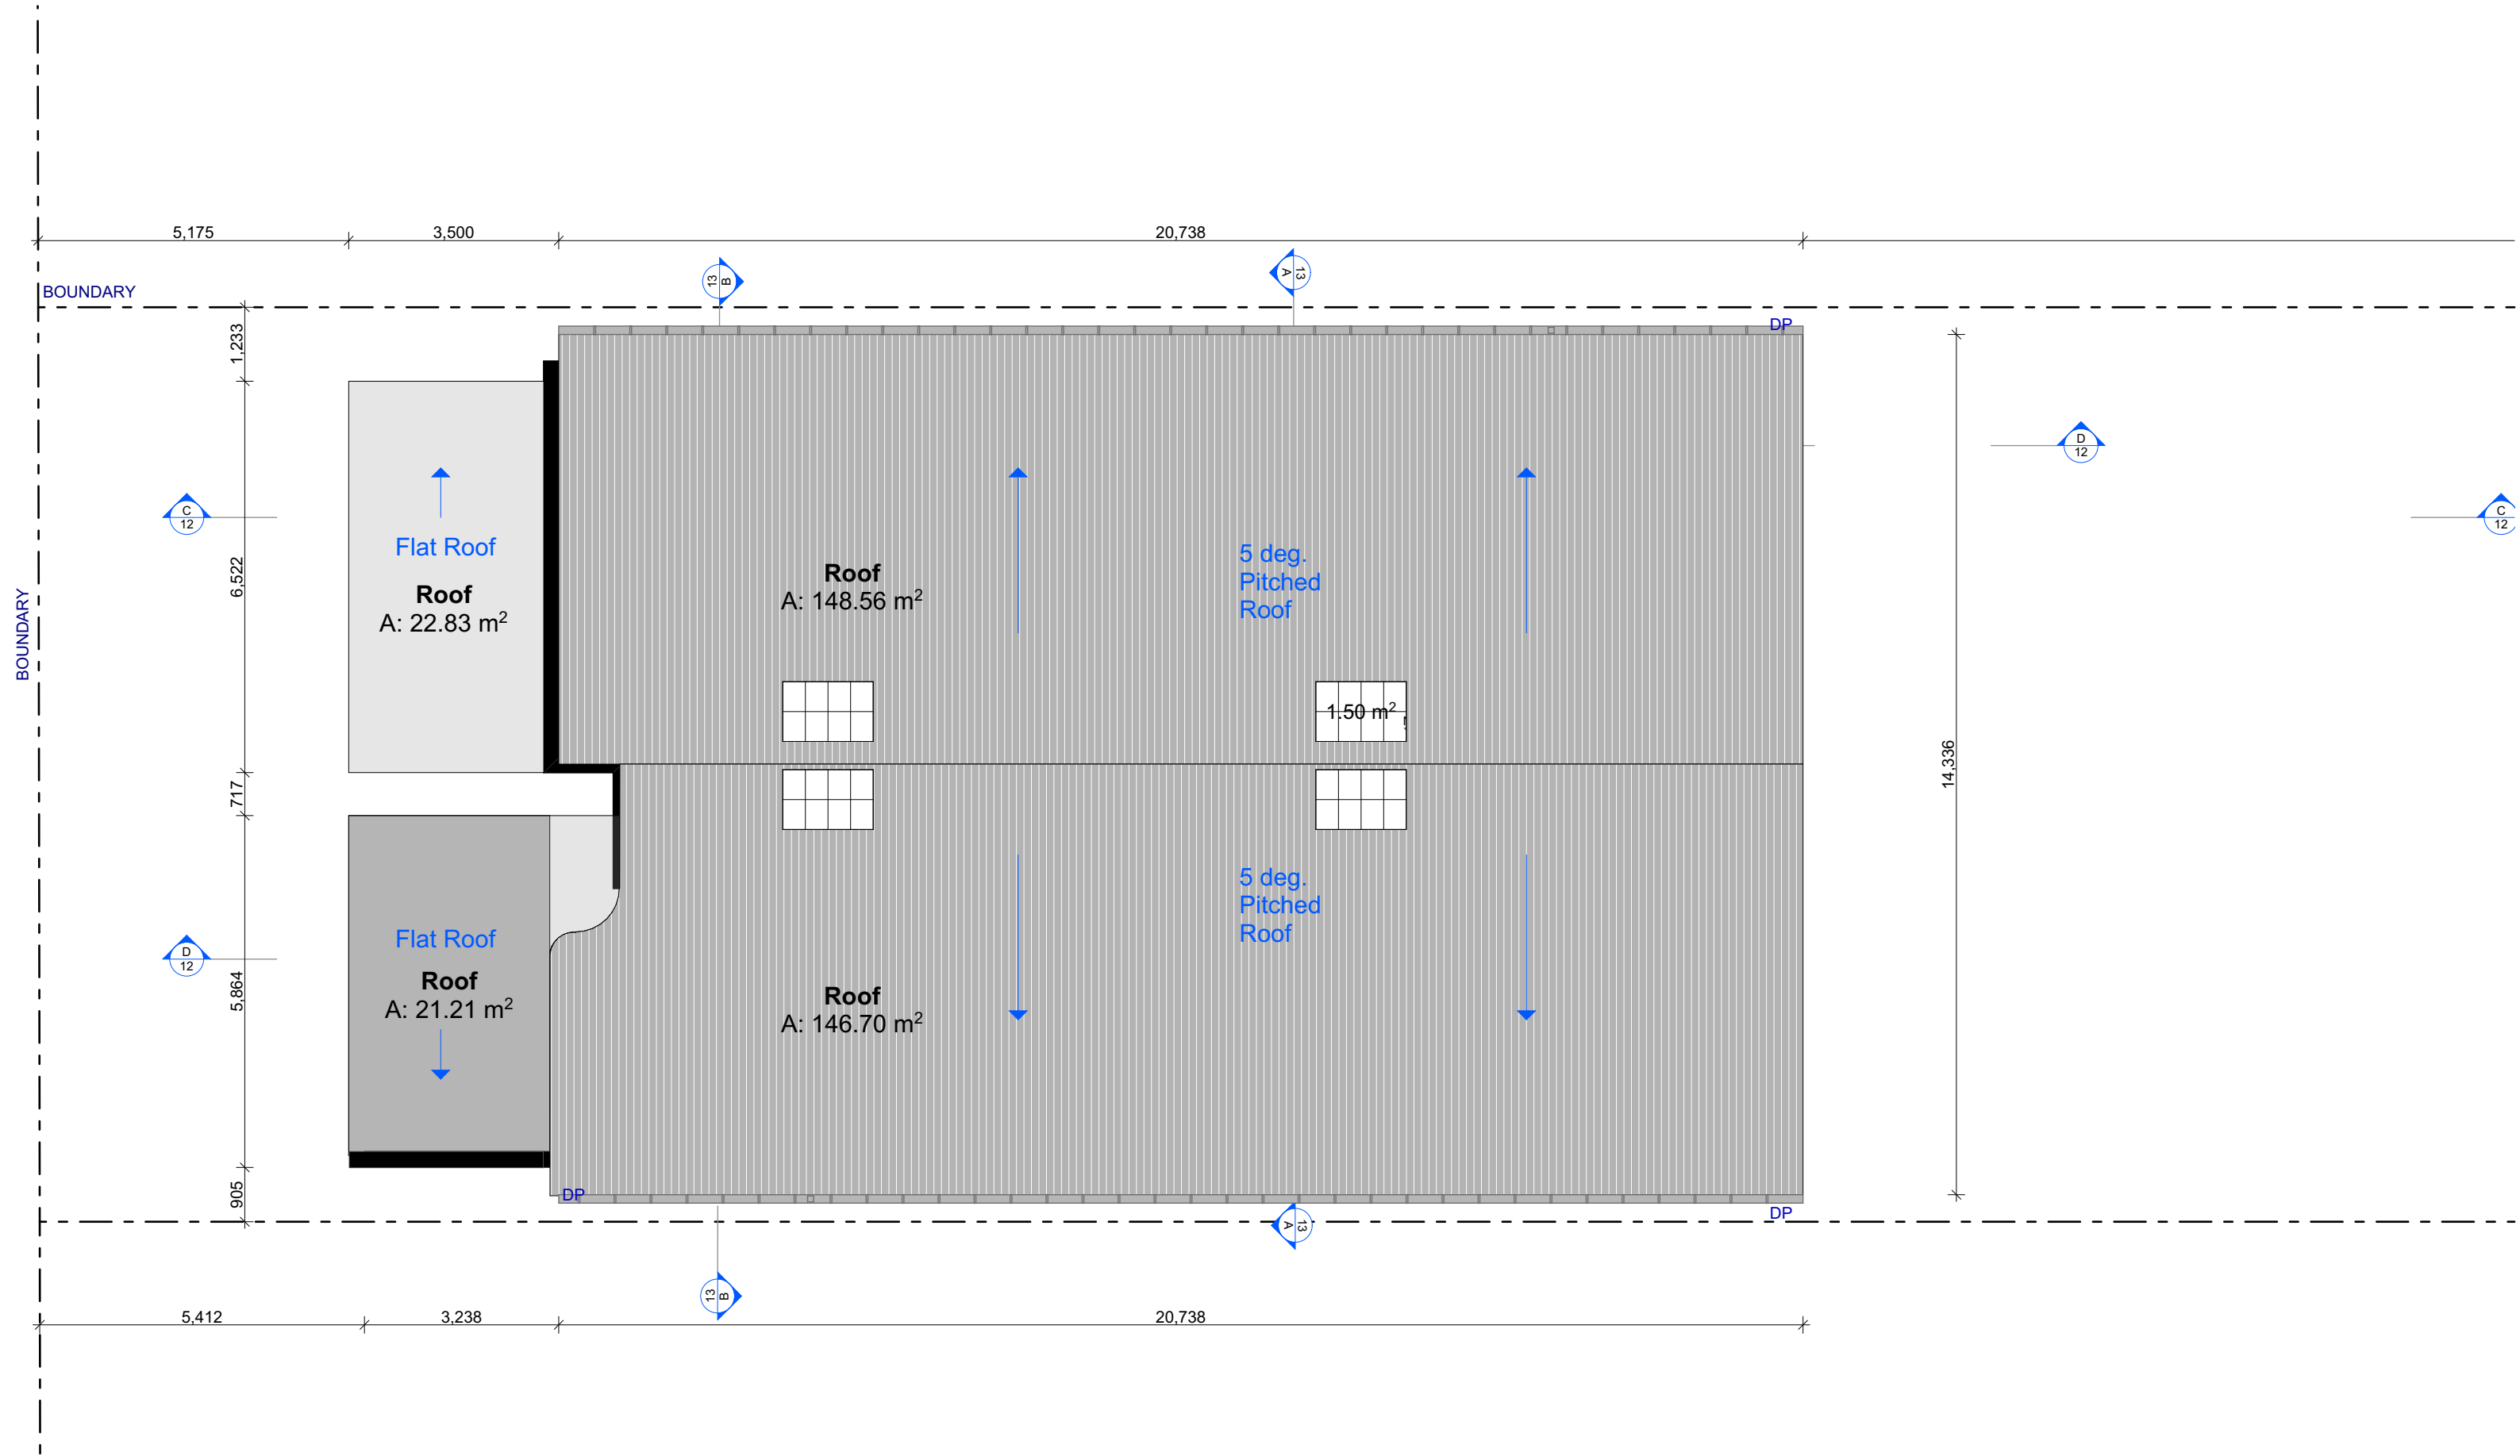 5,175
3,500
20,738
BOUNDARY
13
B
A
13
DP
1,233
D
12
C
12
C
12
Flat Roof
Roof
A: 22.83 m²
6,522
Roof
A: 148.56 m²
5 deg.
Pitched
Roof
BOUNDARY
1.50 m²
717
14,336
5 deg.
Pitched
Roof
D
12
Flat Roof
Roof
A: 21.21 m²
5,864
Roof
A: 146.70 m²
905
DP
DP
A
13
13
B
5,412
3,238
20,738